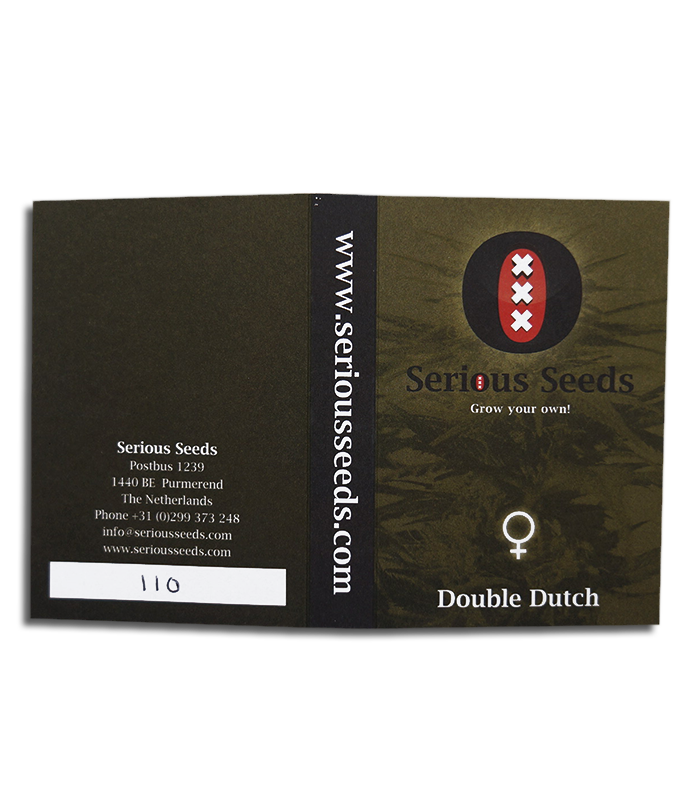 Serious Seeds
Postbus 1239
1440 BE Purmerend
The Netherlands
Phone +31 (0)299 373 248
info@seriousseeds.com
www.seriousseeds.com
110
www.seriousseeds.com
XXX
Serious Seeds
Grow your own!
Double Dutch